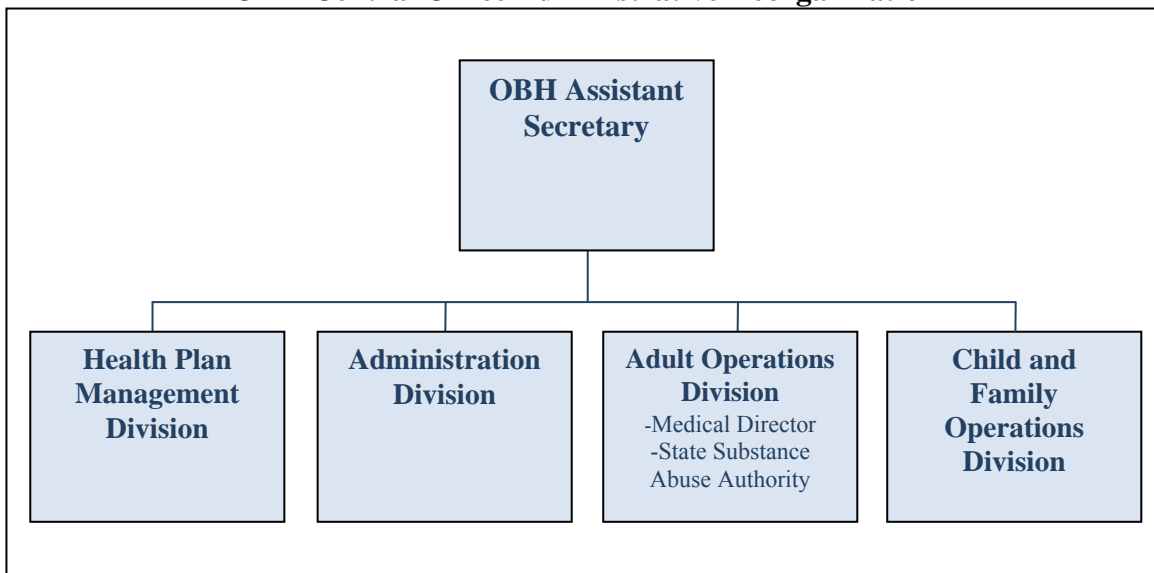 OBH Assistant
Secretary
Health Plan
Management
Division
Administration
Division
Adult Operations
Division
-Medical Director
-State Substance
Abuse Authority
Child and
Family
Operations
Division